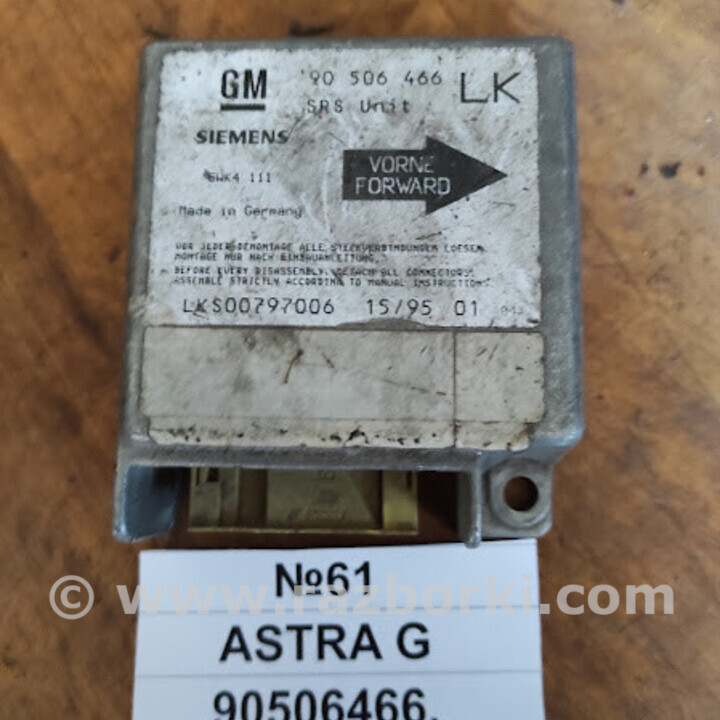 GM 90 506 466 LK
SRS Unit
SIEMENS
5WK4 111
VORNE
FORWARD
Made in Germany
VOR JEDER DEMONTAGE ALLE STECKVERBINDUNGEN LOESEN.
MONTAGE NUR NACH EINBAUANLEITUNG.
BEFORE EVERY DISASSEMBLY, DETACH ALL CONNECTORS.
ASSEMBLE STRICTLY ACCORDING TO MANUAL INSTRUCTIONS.
LKS00797006 15/95 01
№61
© www.razborki.com
ASTRA G
90506466.